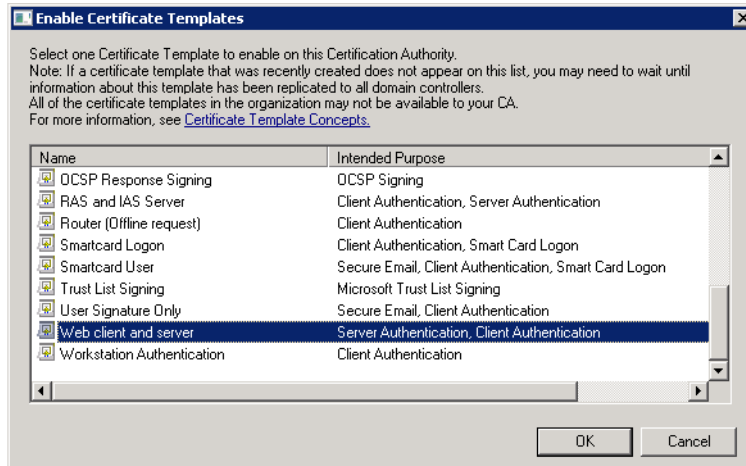 Enable Certificate Templates
Select one Certificate Template to enable on this Certification Authority.
Note: If a certificate template that was recently created does not appear on this list, you may need to wait until
information about this template has been replicated to all domain controllers.
All of the certificate templates in the organization may not be available to your CA.
For more information, see Certificate Template Concepts.
Name Intended Purpose
OCSP Response Signing OCSP Signing
RAS and IAS Server Client Authentication, Server Authentication
Router (Offline request) Client Authentication
Smartcard Logon Client Authentication, Smart Card Logon
Smartcard User Secure Email, Client Authentication, Smart Card Logon
Trust List Signing Microsoft Trust List Signing
User Signature Only Secure Email, Client Authentication
Web client and server Server Authentication, Client Authentication
Workstation Authentication Client Authentication
OK Cancel